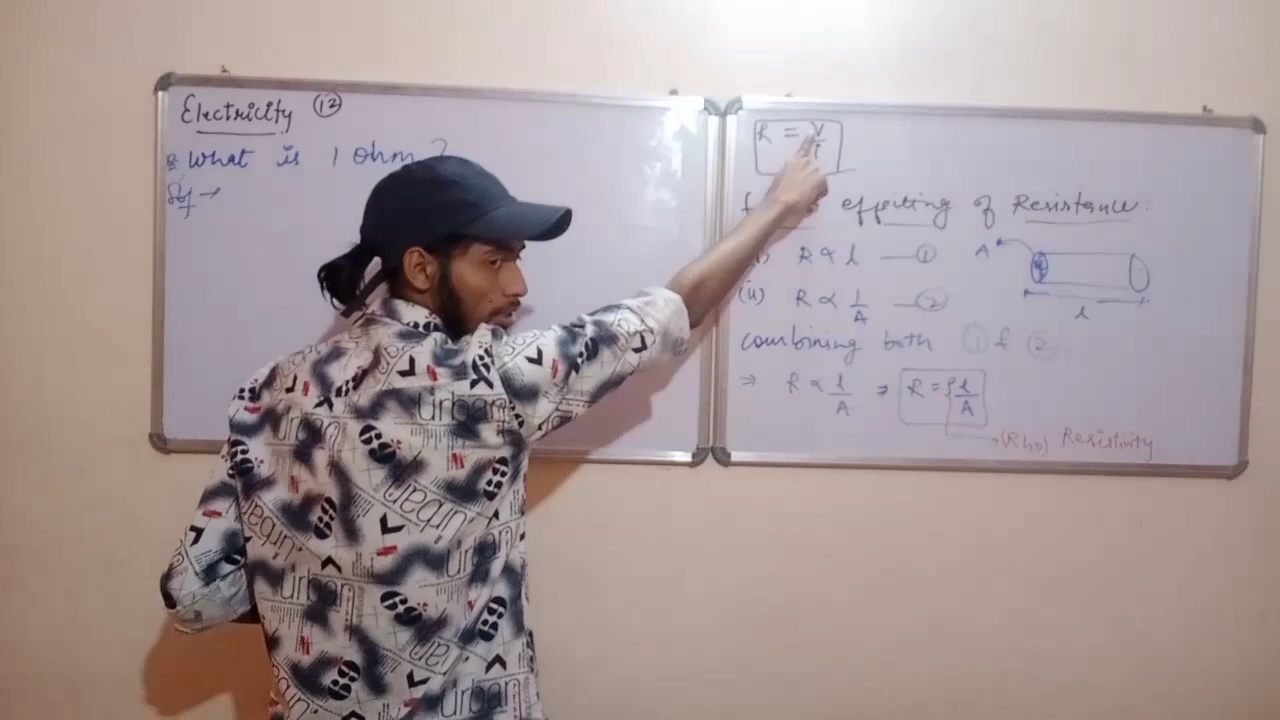 Electricity 12
Q: What is 1 ohm?
Sol →
R = V/i
effecting of Resistance:
(i) R ∝ l — ①
A
(ii) R ∝ 1/A — ②
l
combining both ① & ②.
⇒ R ∝ l/A ⇒ R = ρ l/A
→ (Rho) Resistivity
urban
69